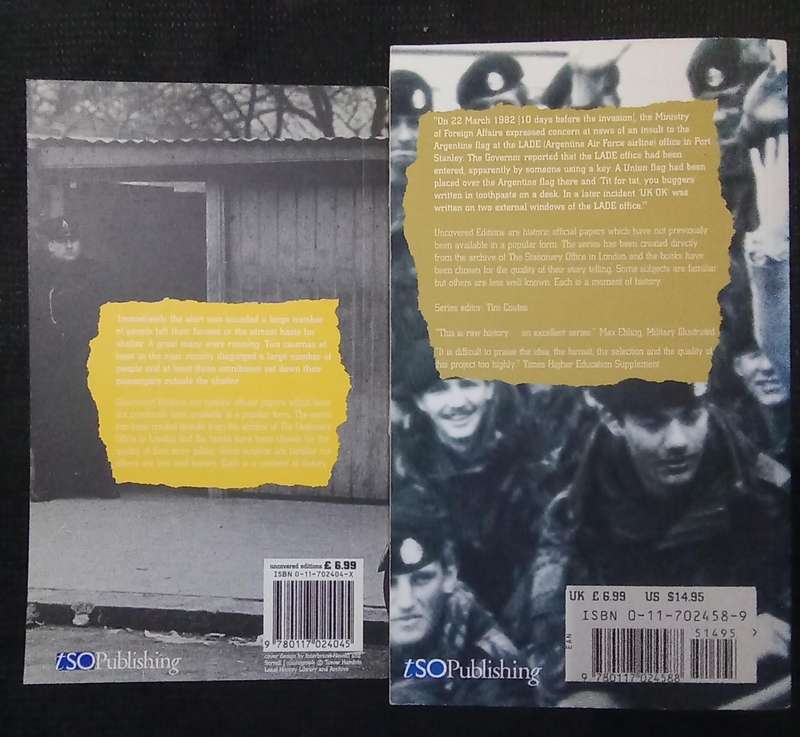 Immediately the alert was sounded a large number
of people left their houses in the utmost haste for
shelter. A great many were running. Two cinemas at
least in the near vicinity disgorged a large number of
people and at least three omnibuses set down their
passengers outside the shelter.
Uncovered Editions are historic official papers which have
not previously been available in a popular form. The series
has been created directly from the archive of The Stationery
Office in London and the books have been chosen for the
quality of their story telling. Some subjects are familiar but
others are less well known. Each is a moment of history.
uncovered editions £ 6.99
ISBN 0-11-702404-X
9 780117 024045
cover design by
photograph © Tower Hamlets
Local History Library and Archive
tSOPublishing
"On 22 March 1982 [10 days before the invasion], the Ministry
of Foreign Affairs expressed concern at news of an insult to the
Argentine flag at the LADE (Argentine Air Force airline) office in Port
Stanley. The Governor reported that the LADE office had been
entered, apparently by someone using a key. A Union flag had been
placed over the Argentine flag there and 'Tit for tat, you buggers'
written in toothpaste on a desk. In a later incident 'UK OK' was
written on two external windows of the LADE office."
Uncovered Editions are historic official papers which have not previously
been available in a popular form. The series has been created directly
from the archive of The Stationery Office in London and the books have
been chosen for the quality of their story telling. Some subjects are familiar
but others are less well known. Each is a moment of history.
Series editor: Tim Coates
"This is raw history ... an excellent series." Military Illustrated
"It is difficult to praise the idea, the format, the selection and the quality of
this project too highly." Times Higher Education Supplement
UK £ 6.99 US $14.95
ISBN 0-11-702458-9
51495 >
EAN
9 780117 024588
tSOPublishing